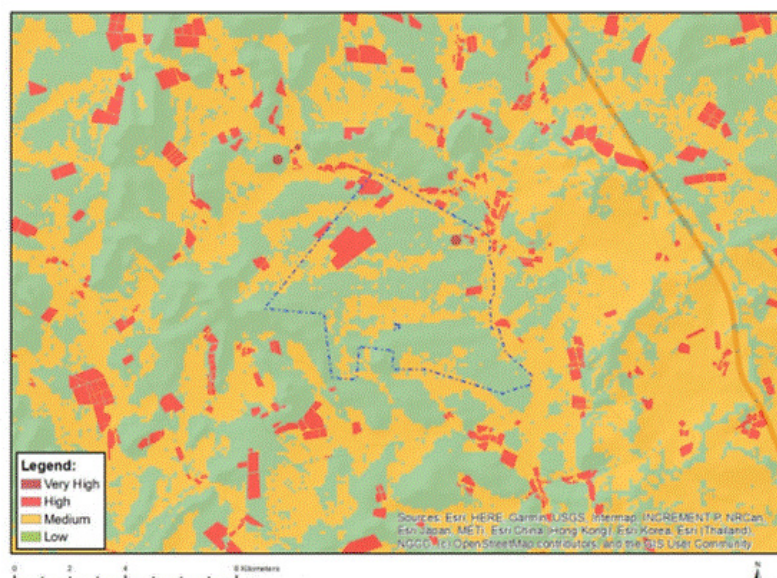 Legend:
Very High
High
Medium
Low
Sources: Esri, HERE, Garmin, USGS, Intermap, INCREMENT P, NRCan,
Esri Japan, METI, Esri China (Hong Kong), Esri Korea, Esri (Thailand),
NGCC, (c) OpenStreetMap contributors, and the GIS User Community
0 2 4 8 Kilometers
N